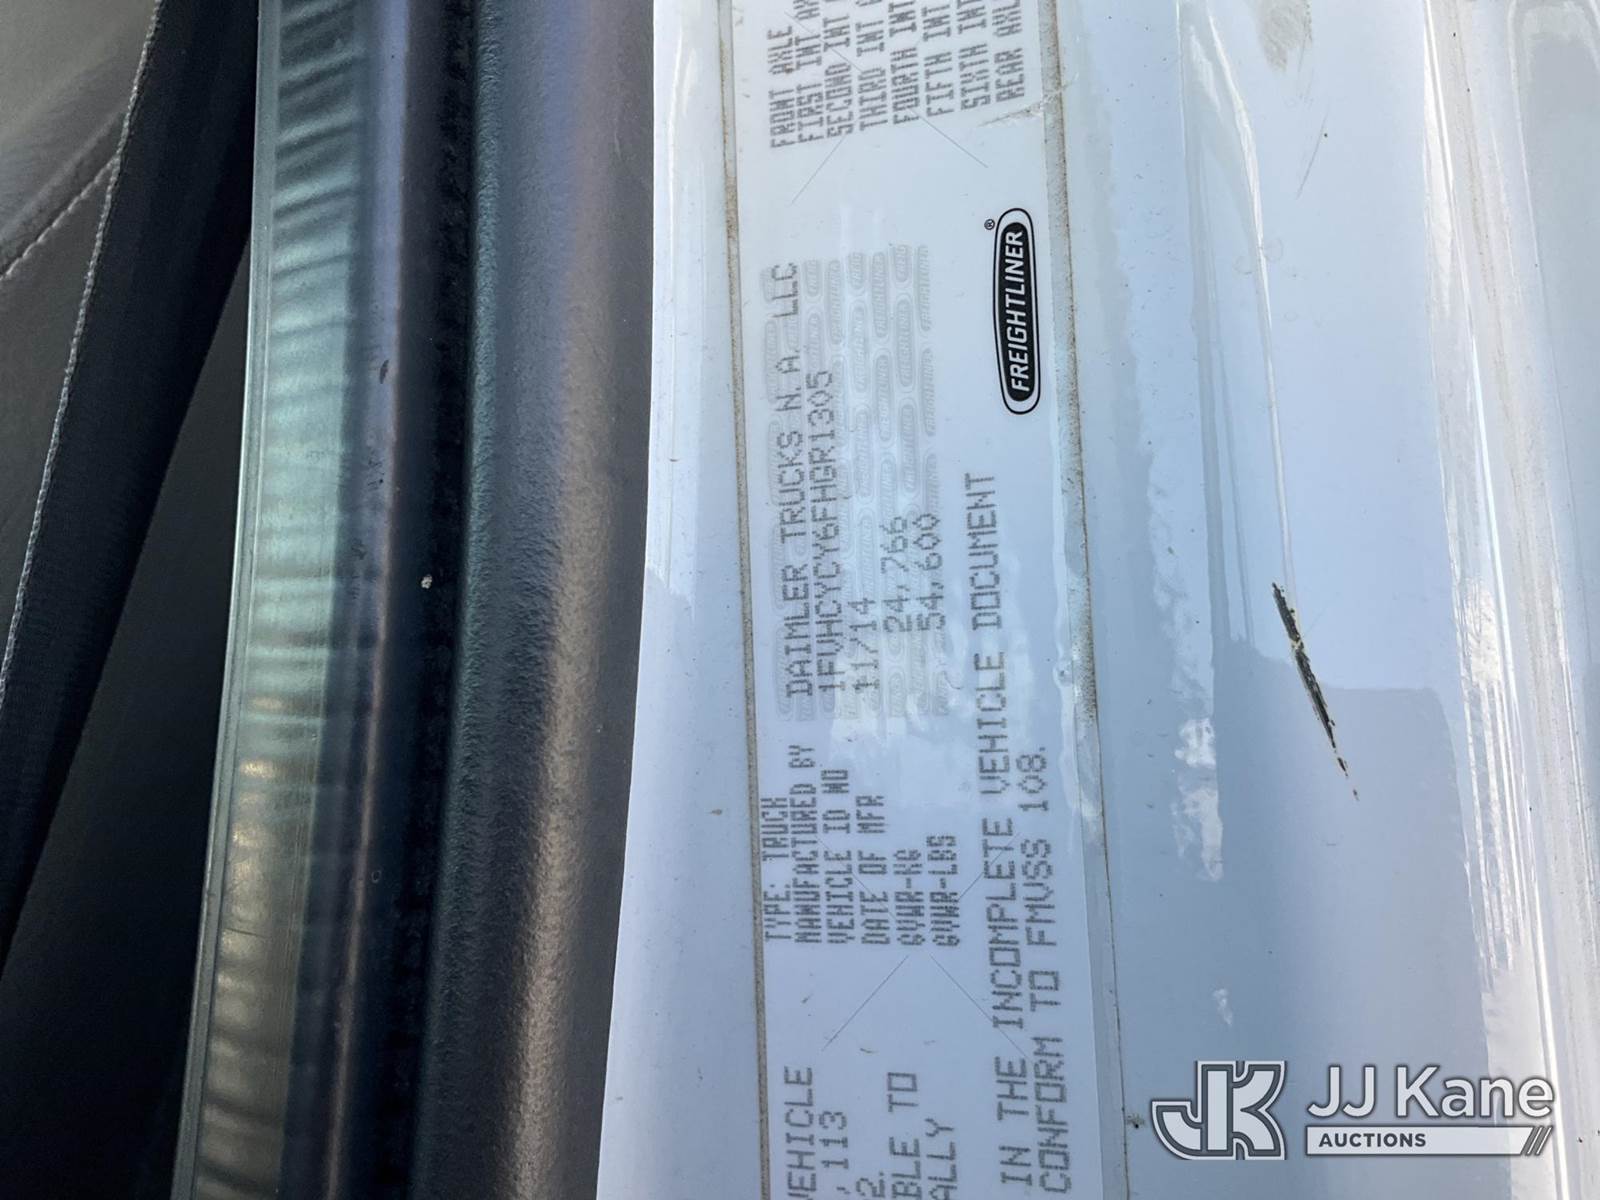 VEHICLE
, 113
2.
BLE TO
ALLY
TYPE: TRUCK
MANUFACTURED BY DAIMLER TRUCKS N.A. LLC
VEHICLE ID NO 1FVHCYCY6FHGR1305
DATE OF MFR 11/14
GVWR-KG 24,766
GVWR-LBS 54,600
IN THE INCOMPLETE VEHICLE DOCUMENT
CONFORM TO FMVSS 108.
FREIGHTLINER®
FRONT AXLE
FIRST INT AX
SECOND INT
THIRD INT
FOURTH INT
FIFTH INT
SIXTH INT
REAR AXL
JK JJ Kane
AUCTIONS